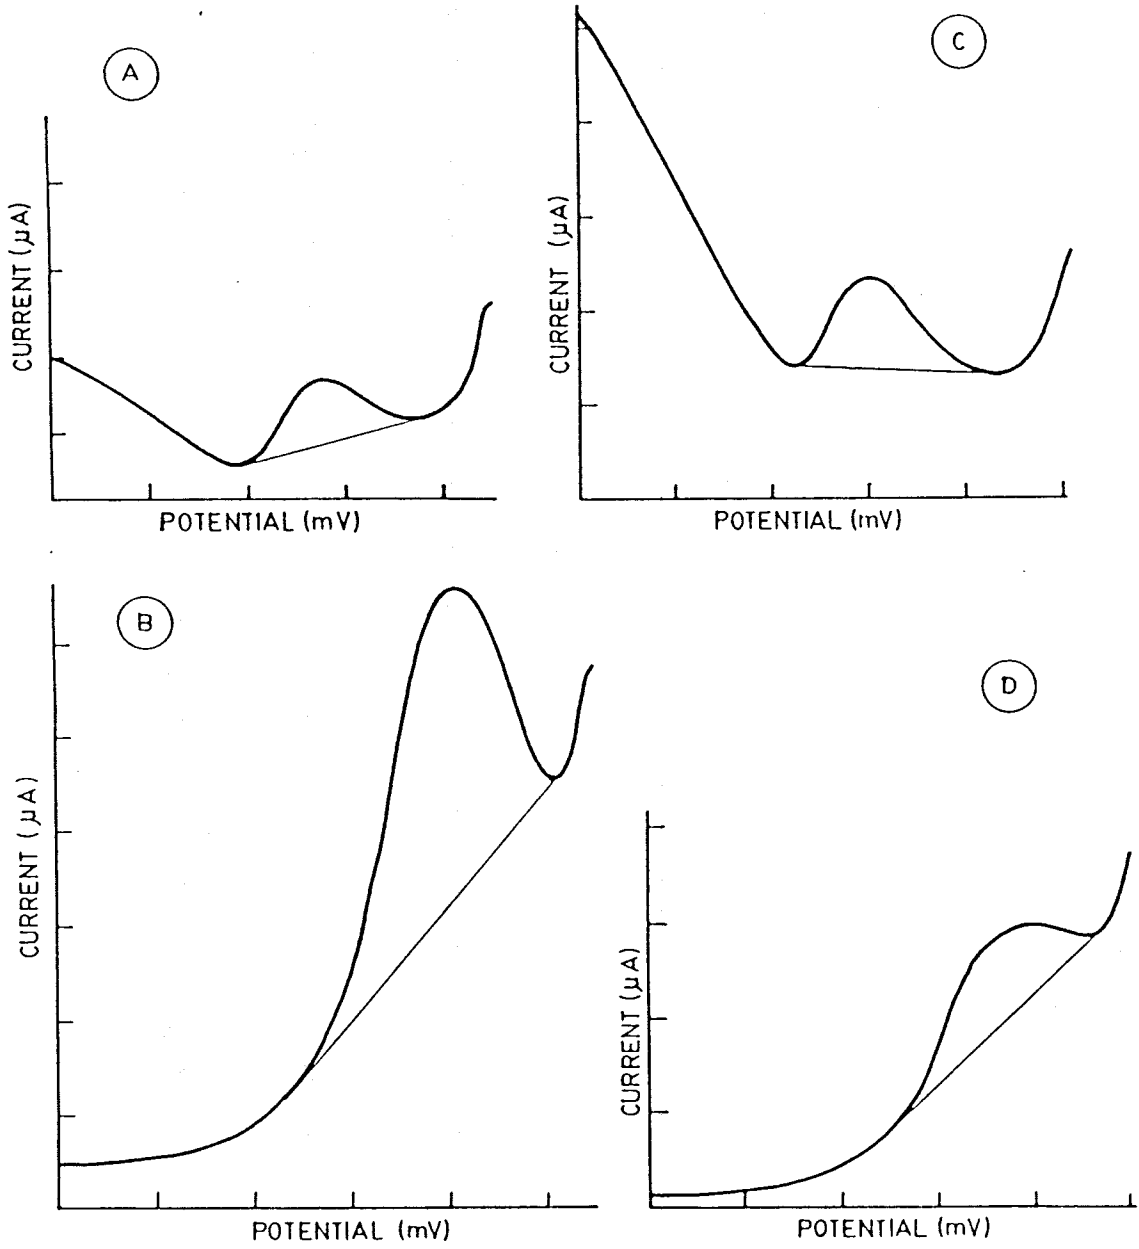 A
CURRENT (μA)
POTENTIAL (mV)
C
CURRENT (μA)
POTENTIAL (mV)
B
CURRENT (μA)
POTENTIAL (mV)
D
CURRENT (μA)
POTENTIAL (mV)